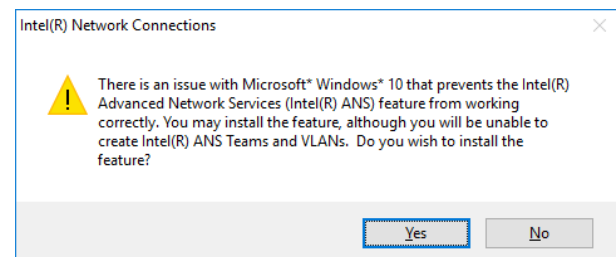 Intel(R) Network Connections
There is an issue with Microsoft* Windows* 10 that prevents the Intel(R)
Advanced Network Services (Intel(R) ANS) feature from working
correctly. You may install the feature, although you will be unable to
create Intel(R) ANS Teams and VLANs.  Do you wish to install the
feature?
Yes
No